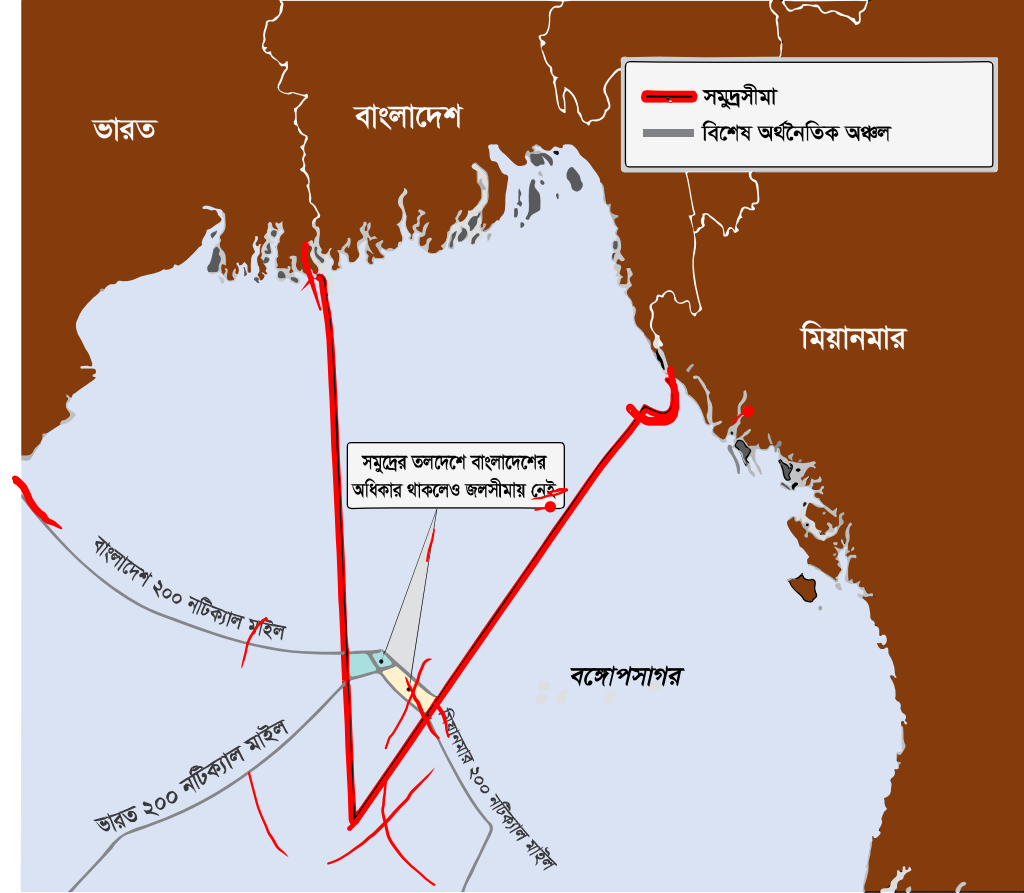 ভারত
বাংলাদেশ
সমুদ্রসীমা
বিশেষ অর্থনৈতিক অঞ্চল
মিয়ানমার
সমুদ্রের তলদেশে বাংলাদেশের
অধিকার থাকলেও জলসীমায় নেই
বাংলাদেশ ২০০ নটিক্যাল মাইল
বঙ্গোপসাগর
ভারত ২০০ নটিক্যাল মাইল
মিয়ানমার ২০০ নটিক্যাল মাইল